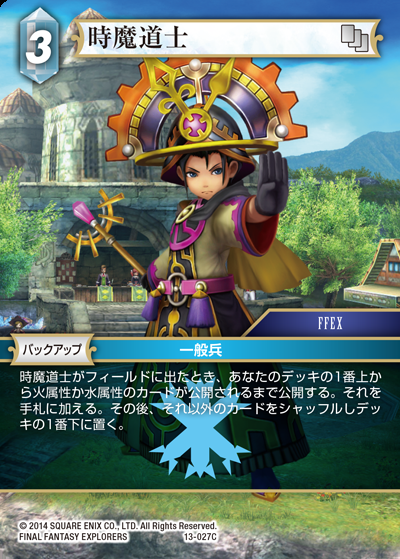 3
時魔道士
FFEX
バックアップ
一般兵
時魔道士がフィールドに出たとき、あなたのデッキの1番上か
ら火属性か水属性のカードが公開されるまで公開する。それを
手札に加える。その後、それ以外のカードをシャッフルしデッ
キの1番下に置く。
© 2014 SQUARE ENIX CO., LTD. All Rights Reserved.
FINAL FANTASY EXPLORERS
13-027C